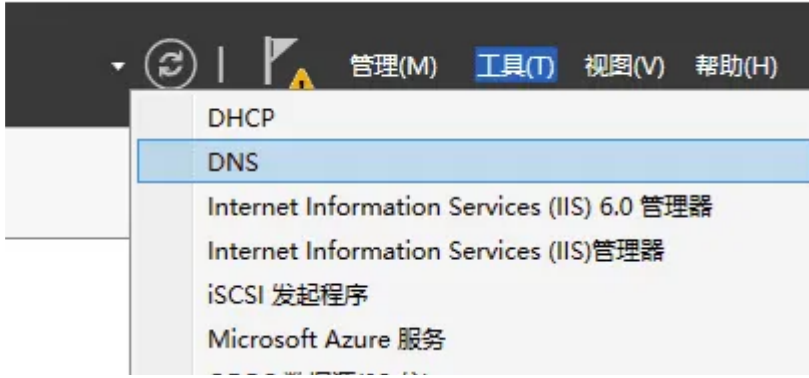 管理(M) 工具(T) 视图(V) 帮助(H)
DHCP
DNS
Internet Information Services (IIS) 6.0 管理器
Internet Information Services (IIS)管理器
iSCSI 发起程序
Microsoft Azure 服务